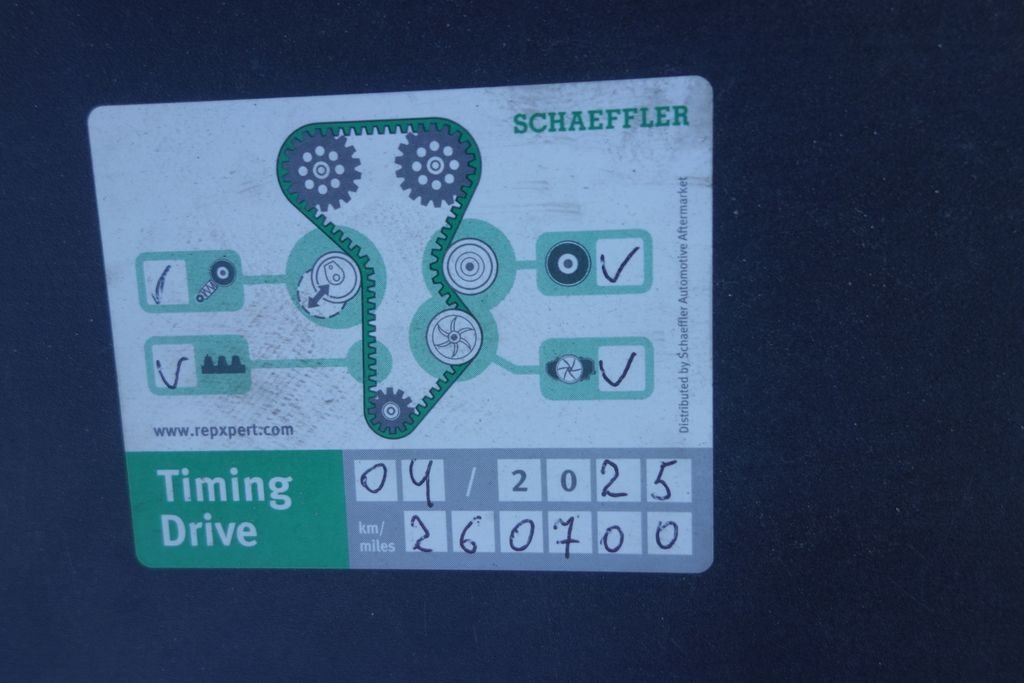 SCHAEFFLER
Distributed by Schaeffler Automotive Aftermarket
www.repxpert.com
Timing
Drive
04 / 2025
km/
miles
260700